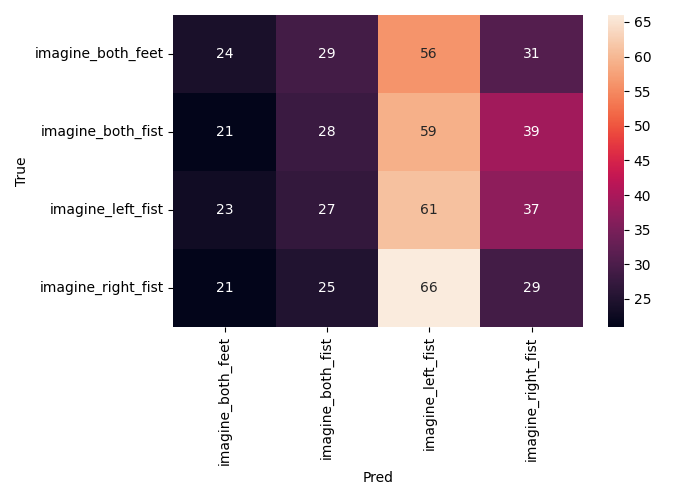 imagine_both_feet 24 29 56 31
imagine_both_fist 21 28 59 39
imagine_left_fist 23 27 61 37
imagine_right_fist 21 25 66 29
True
imagine_both_feet
imagine_both_fist
imagine_left_fist
imagine_right_fist
Pred
65
60
55
50
45
40
35
30
25